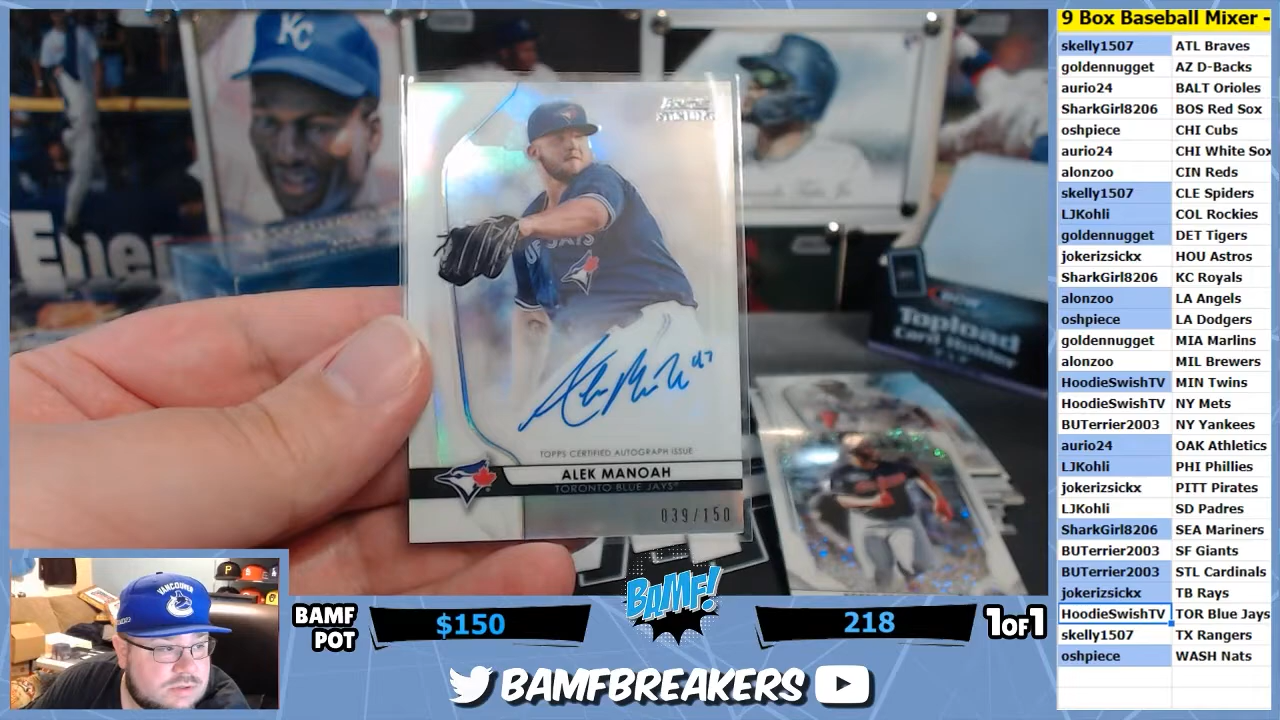 9 Box Baseball Mixer -
skelly1507 ATL Braves
goldennugget AZ D-Backs
aurio24 BALT Orioles
SharkGirl8206 BOS Red Sox
oshpiece CHI Cubs
aurio24 CHI White Sox
alonzoo CIN Reds
skelly1507 CLE Spiders
LJKohli COL Rockies
goldennugget DET Tigers
jokerizsickx HOU Astros
SharkGirl8206 KC Royals
alonzoo LA Angels
oshpiece LA Dodgers
goldennugget MIA Marlins
alonzoo MIL Brewers
HoodieSwishTV MIN Twins
HoodieSwishTV NY Mets
BUTerrier2003 NY Yankees
aurio24 OAK Athletics
LJKohli PHI Phillies
jokerizsickx PITT Pirates
LJKohli SD Padres
SharkGirl8206 SEA Mariners
BUTerrier2003 SF Giants
BUTerrier2003 STL Cardinals
jokerizsickx TB Rays
HoodieSwishTV TOR Blue Jays
skelly1507 TX Rangers
oshpiece WASH Nats
KC
Topload
Card Holder
Alek Manoah 47
TOPPS CERTIFIED AUTOGRAPH ISSUE
ALEK MANOAH
TORONTO BLUE JAYS
039/150
VANCOUVER
P
BAMF
POT
$150
BAMF!
218
1OF1
BAMFBREAKERS